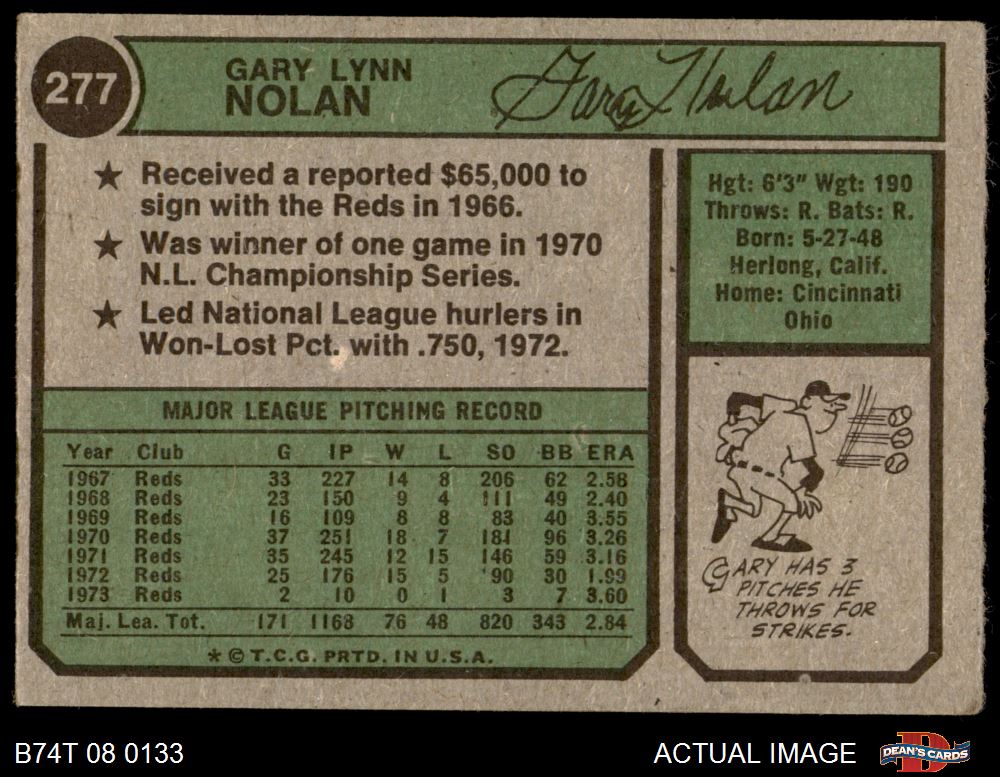 277
GARY LYNN
NOLAN
Gary Nolan
★ Received a reported $65,000 to
sign with the Reds in 1966.
★ Was winner of one game in 1970
N.L. Championship Series.
★ Led National League hurlers in
Won-Lost Pct. with .750, 1972.
Hgt: 6'3" Wgt: 190
Throws: R. Bats: R.
Born: 5-27-48
Herlong, Calif.
Home: Cincinnati
Ohio
MAJOR LEAGUE PITCHING RECORD
Year Club G IP W L SO BB ERA
1967 Reds 33 227 14 8 206 62 2.58
1968 Reds 23 150 9 4 111 49 2.40
1969 Reds 16 109 8 8 83 40 3.55
1970 Reds 37 251 18 7 181 96 3.26
1971 Reds 35 245 12 15 146 59 3.16
1972 Reds 25 176 15 5 90 30 1.99
1973 Reds 2 10 0 1 3 7 3.60
Maj. Lea. Tot. 171 1168 76 48 820 343 2.84
* © T.C.G. PRTD. IN U.S.A.
GARY HAS 3
PITCHES HE
THROWS FOR
STRIKES.
B74T 08 0133
ACTUAL IMAGE
DEAN'S CARDS